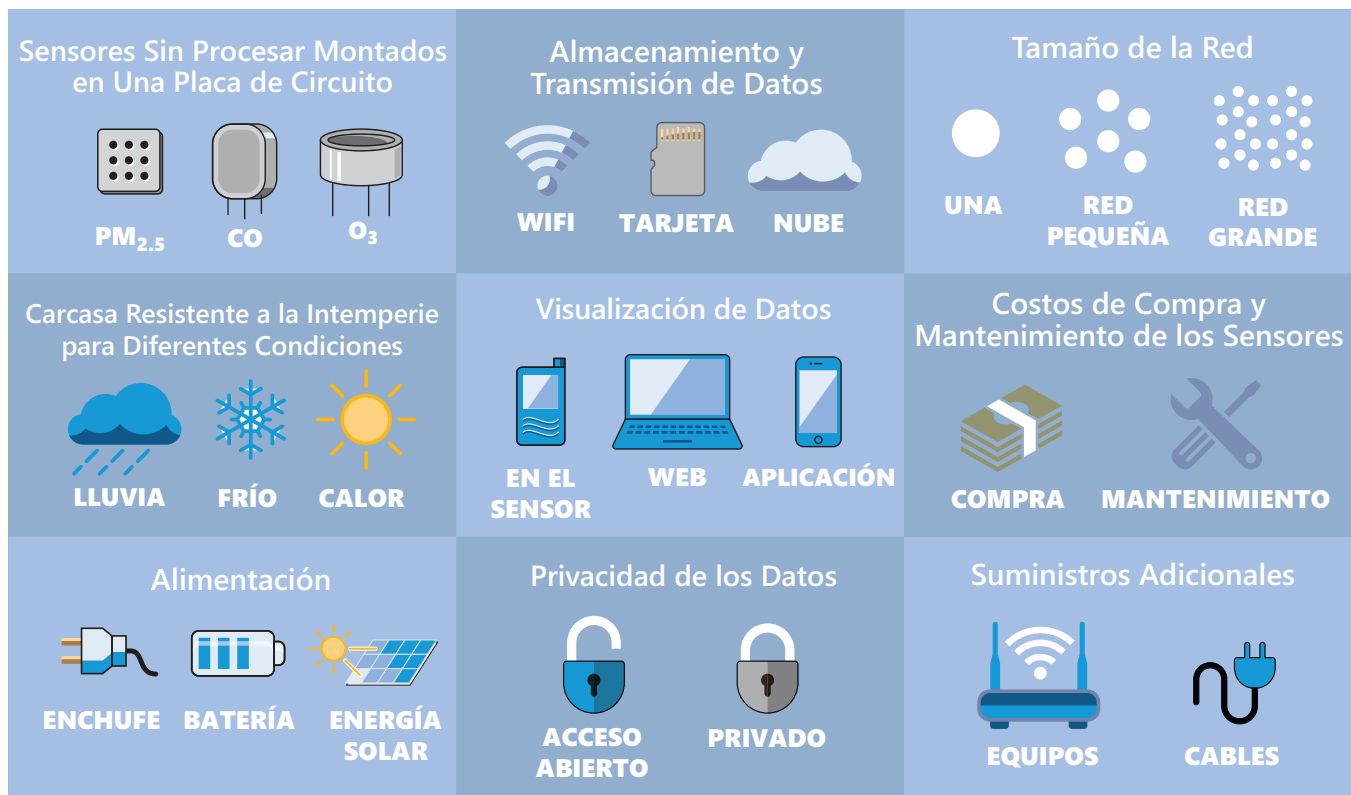 Sensores Sin Procesar Montados
en Una Placa de Circuito
PM2.5
CO
O3
Almacenamiento y
Transmisión de Datos
WIFI
TARJETA
NUBE
Tamaño de la Red
UNA
RED
PEQUEÑA
RED
GRANDE
Carcasa Resistente a la Intemperie
para Diferentes Condiciones
LLUVIA
FRÍO
CALOR
Visualización de Datos
EN EL
SENSOR
WEB
APLICACIÓN
Costos de Compra y
Mantenimiento de los Sensores
COMPRA
MANTENIMIENTO
Alimentación
ENCHUFE
BATERÍA
ENERGÍA
SOLAR
Privacidad de los Datos
ACCESO
ABIERTO
PRIVADO
Suministros Adicionales
EQUIPOS
CABLES